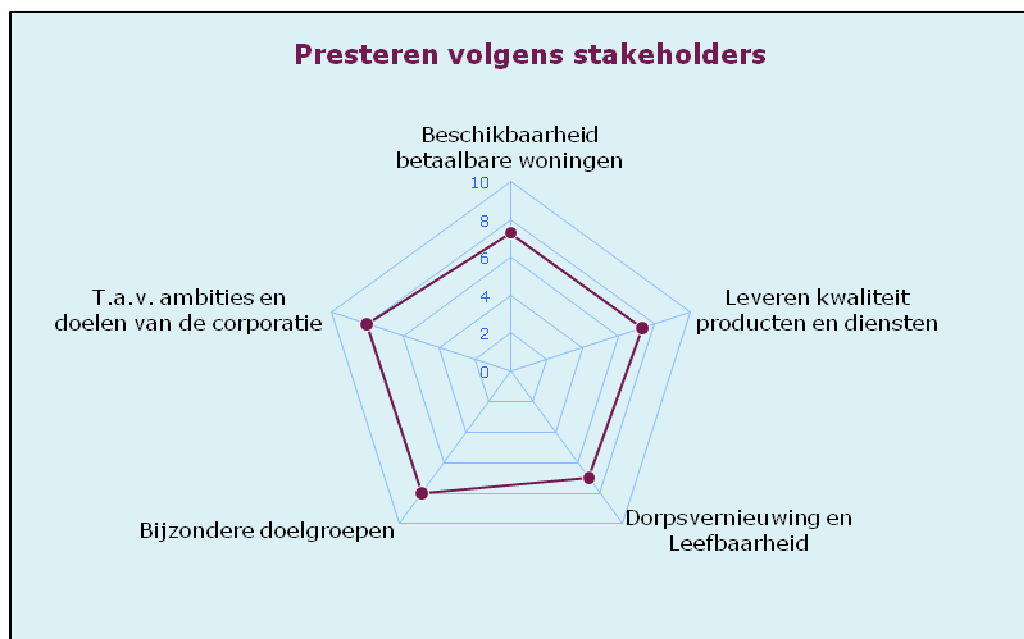 Presteren volgens stakeholders
Beschikbaarheid
betaalbare woningen
10
8
6
4
2
0
T.a.v. ambities en
doelen van de corporatie
Leveren kwaliteit
producten en diensten
Bijzondere doelgroepen
Dorpsvernieuwing en
Leefbaarheid